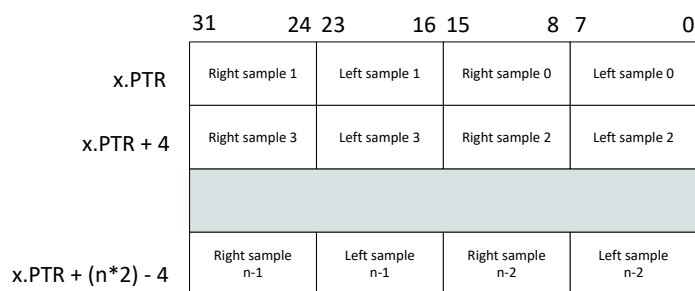 31 24 23 16 15 8 7 0
x.PTR Right sample 1 Left sample 1 Right sample 0 Left sample 0
x.PTR + 4 Right sample 3 Left sample 3 Right sample 2 Left sample 2
x.PTR + (n*2) - 4 Right sample Left sample Right sample Left sample
n-1 n-1 n-2 n-2